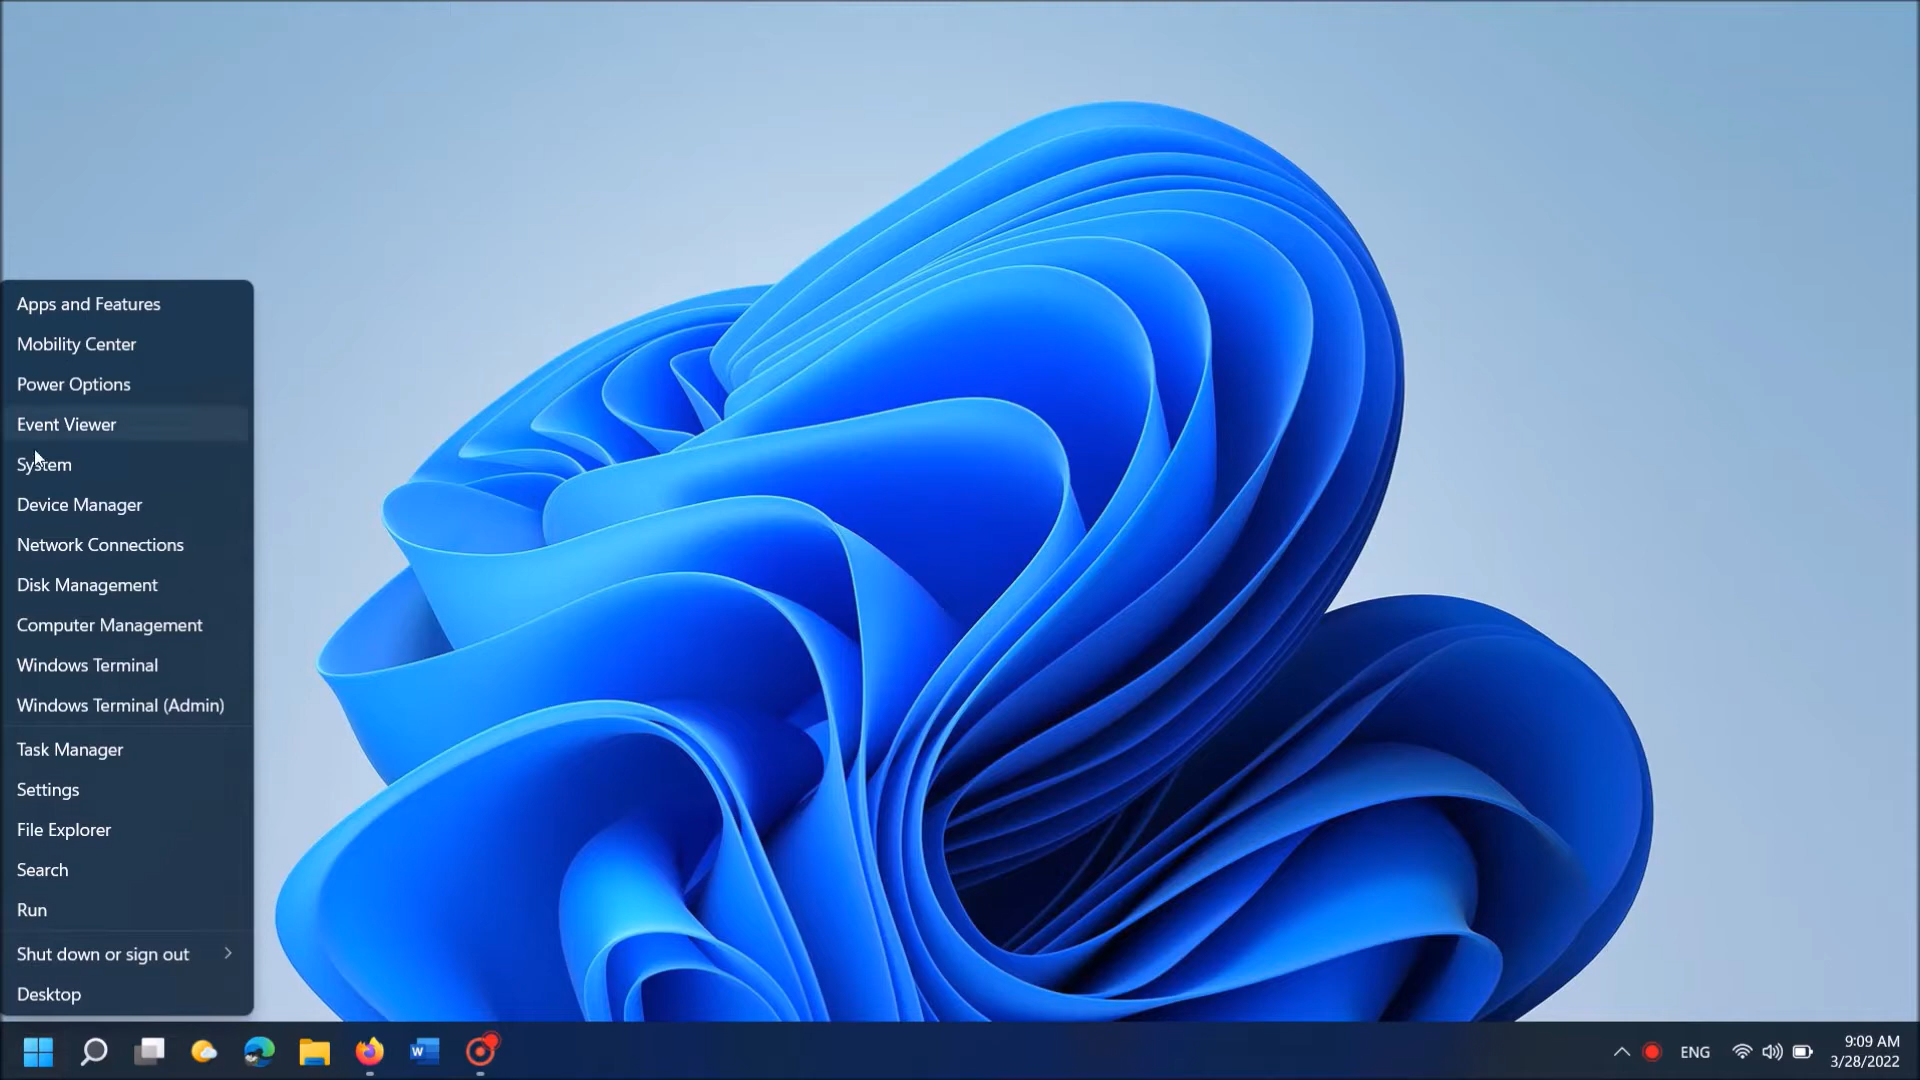 Apps and Features
Mobility Center
Power Options
Event Viewer
System
Device Manager
Network Connections
Disk Management
Computer Management
Windows Terminal
Windows Terminal (Admin)
Task Manager
Settings
File Explorer
Search
Run
Shut down or sign out
Desktop
W
ENG
9:09 AM
3/28/2022